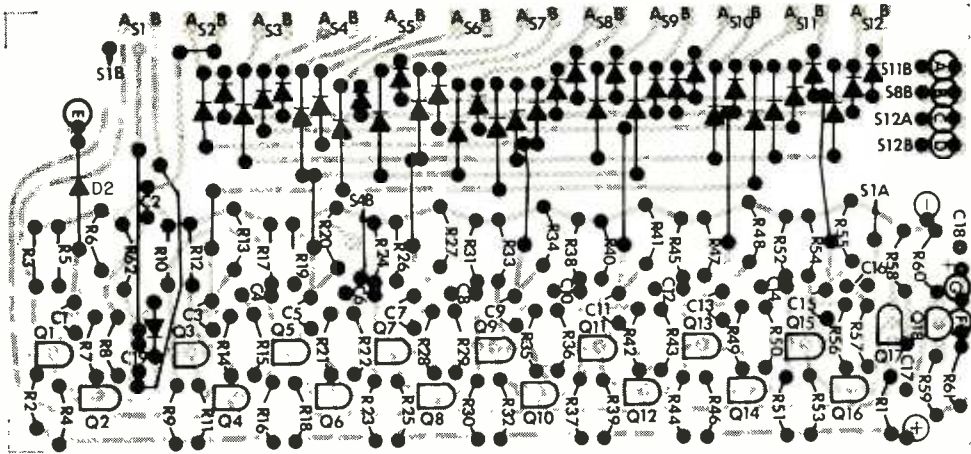 A S1 B A S2 B A S3 B A S4 B A S5 B A S6 B A S7 B A S8 B A S9 B A S10 B A S11 B A S12 B
S1B
S11B A
S8B
S12A C
S12B D
E
D2
S4B
S1A
R3 R5 R6 R62 R10 R12 R13 R17 R19 R20 R24 R26 R27 R31 R33 R34 R38 R40 R41 R45 R47 R48 R52 R54 R55 R58 R60 C18
C2 C4 C6 C8 C10 C12 C14 C16 G
C1 C3 C5 C7 C9 C11 C13 C15
Q1 Q3 Q5 Q7 Q9 Q11 Q13 Q15 Q17 Q18 F
R7 R8 C19 R14 R15 R21 R22 R28 R29 R35 R36 R42 R43 R49 R50 R56 R57 C17
R2 R4 Q2 R9 R11 Q4 R16 R18 Q6 R23 R25 Q8 R30 R32 Q10 R37 R39 Q12 R44 R46 Q14 R51 R53 Q16 R1 + R59 R61